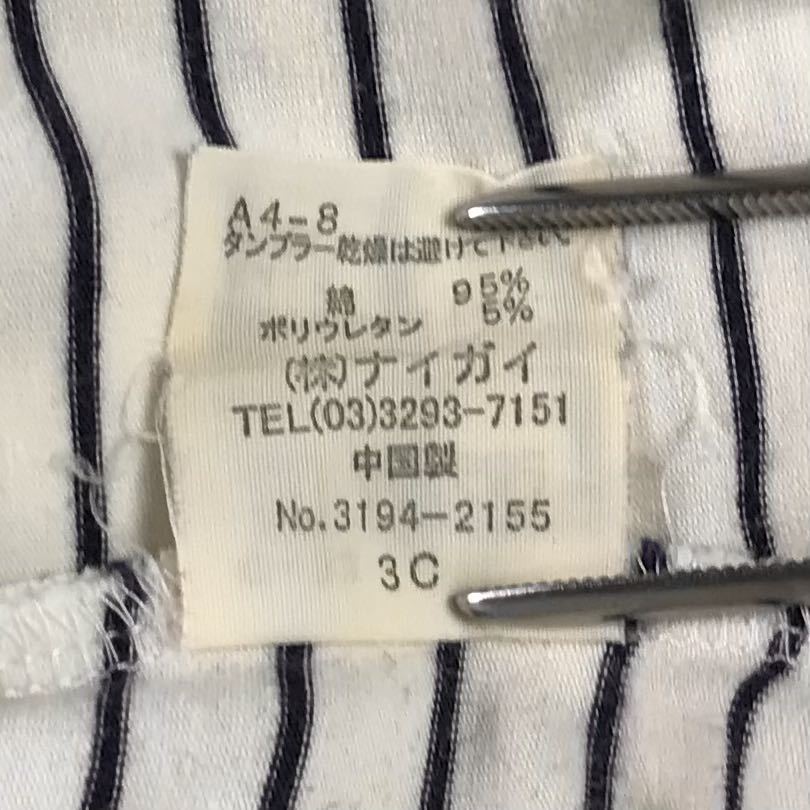 A4-8
タンブラー乾燥は避けて下さい
綿 95%
ポリウレタン 5%
(株)ナイガイ
TEL(03)3293-7151
中国製
No.3194-2155
3C